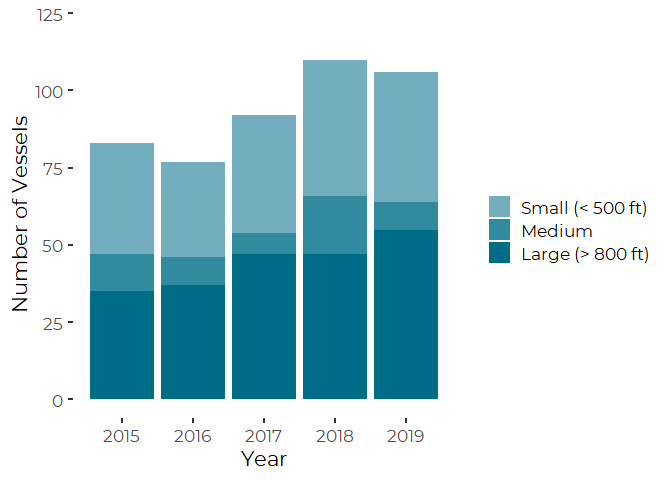 125
100
75
50
25
0
Number of Vessels
2015 2016 2017 2018 2019
Year
Small (< 500 ft)
Medium
Large (> 800 ft)